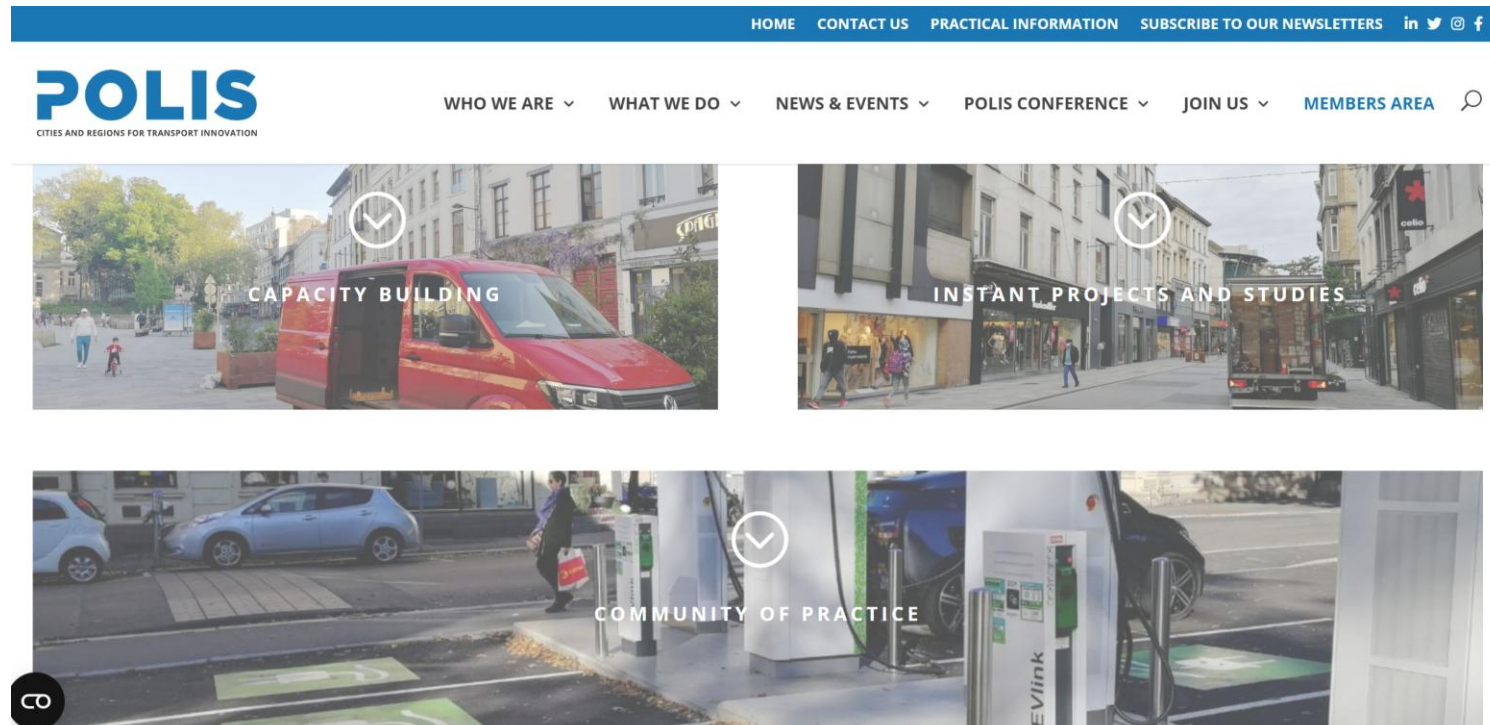 HOME CONTACT US PRACTICAL INFORMATION SUBSCRIBE TO OUR NEWSLETTERS in f
POLIS
CITIES AND REGIONS FOR TRANSPORT INNOVATION
WHO WE ARE WHAT WE DO NEWS & EVENTS POLIS CONFERENCE JOIN US MEMBERS AREA
CAPACITY BUILDING
INSTANT PROJECTS AND STUDIES
celio
COMMUNITY OF PRACTICE
EVlink